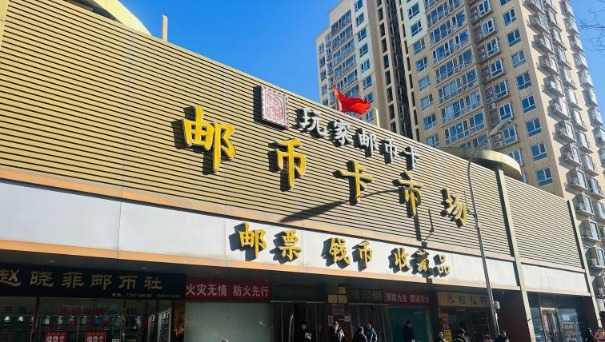 玩家邮币卡
邮币卡市场
邮票 钱币 收藏品
赵晓菲邮币社
火灾无情 防火先行